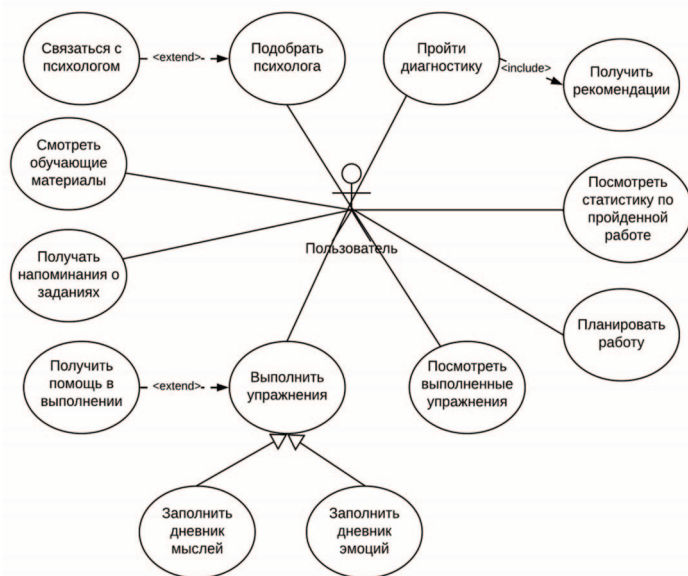 Связаться с
психологом
<extend>
Подобрать
психолога
Пройти
диагностику
<include>
Получить
рекомендации
Смотреть
обучающие
материалы
Посмотреть
статистику по
пройденной
работе
Пользователь
Получать
напоминания о
заданиях
Планировать
работу
Получить
помощь в
выполнении
<extend>
Выполнить
упражнения
Посмотреть
выполненные
упражнения
Заполнить
дневник
мыслей
Заполнить
дневник
эмоций